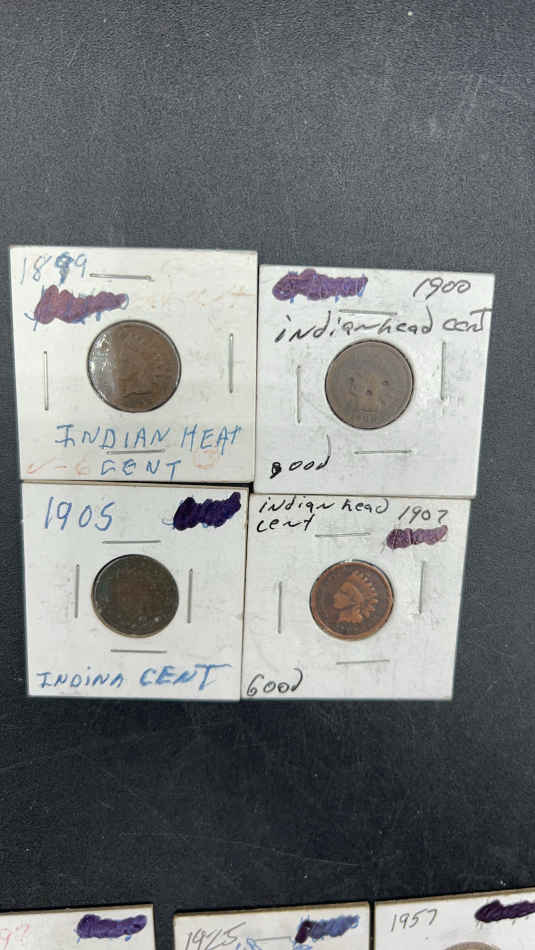 1899
INDIAN HEAT
CENT
1900
indian head cent
good
1905
INDINA CENT
indian head
cent
1907
Good
1925
1957